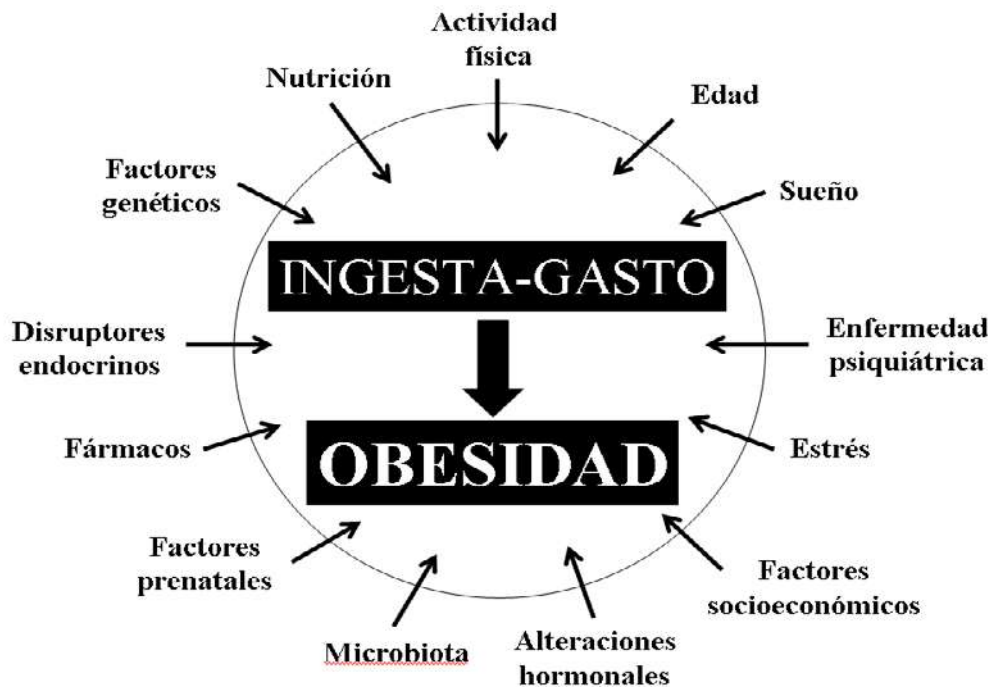 Actividad
física
Nutrición
Edad
Factores
genéticos
Sueño
INGESTA-GASTO
Disruptores
endocrinos
Enfermedad
psiquiátrica
Fármacos
OBESIDAD
Estrés
Factores
prenatales
Factores
socioeconómicos
Microbiota
Alteraciones
hormonales